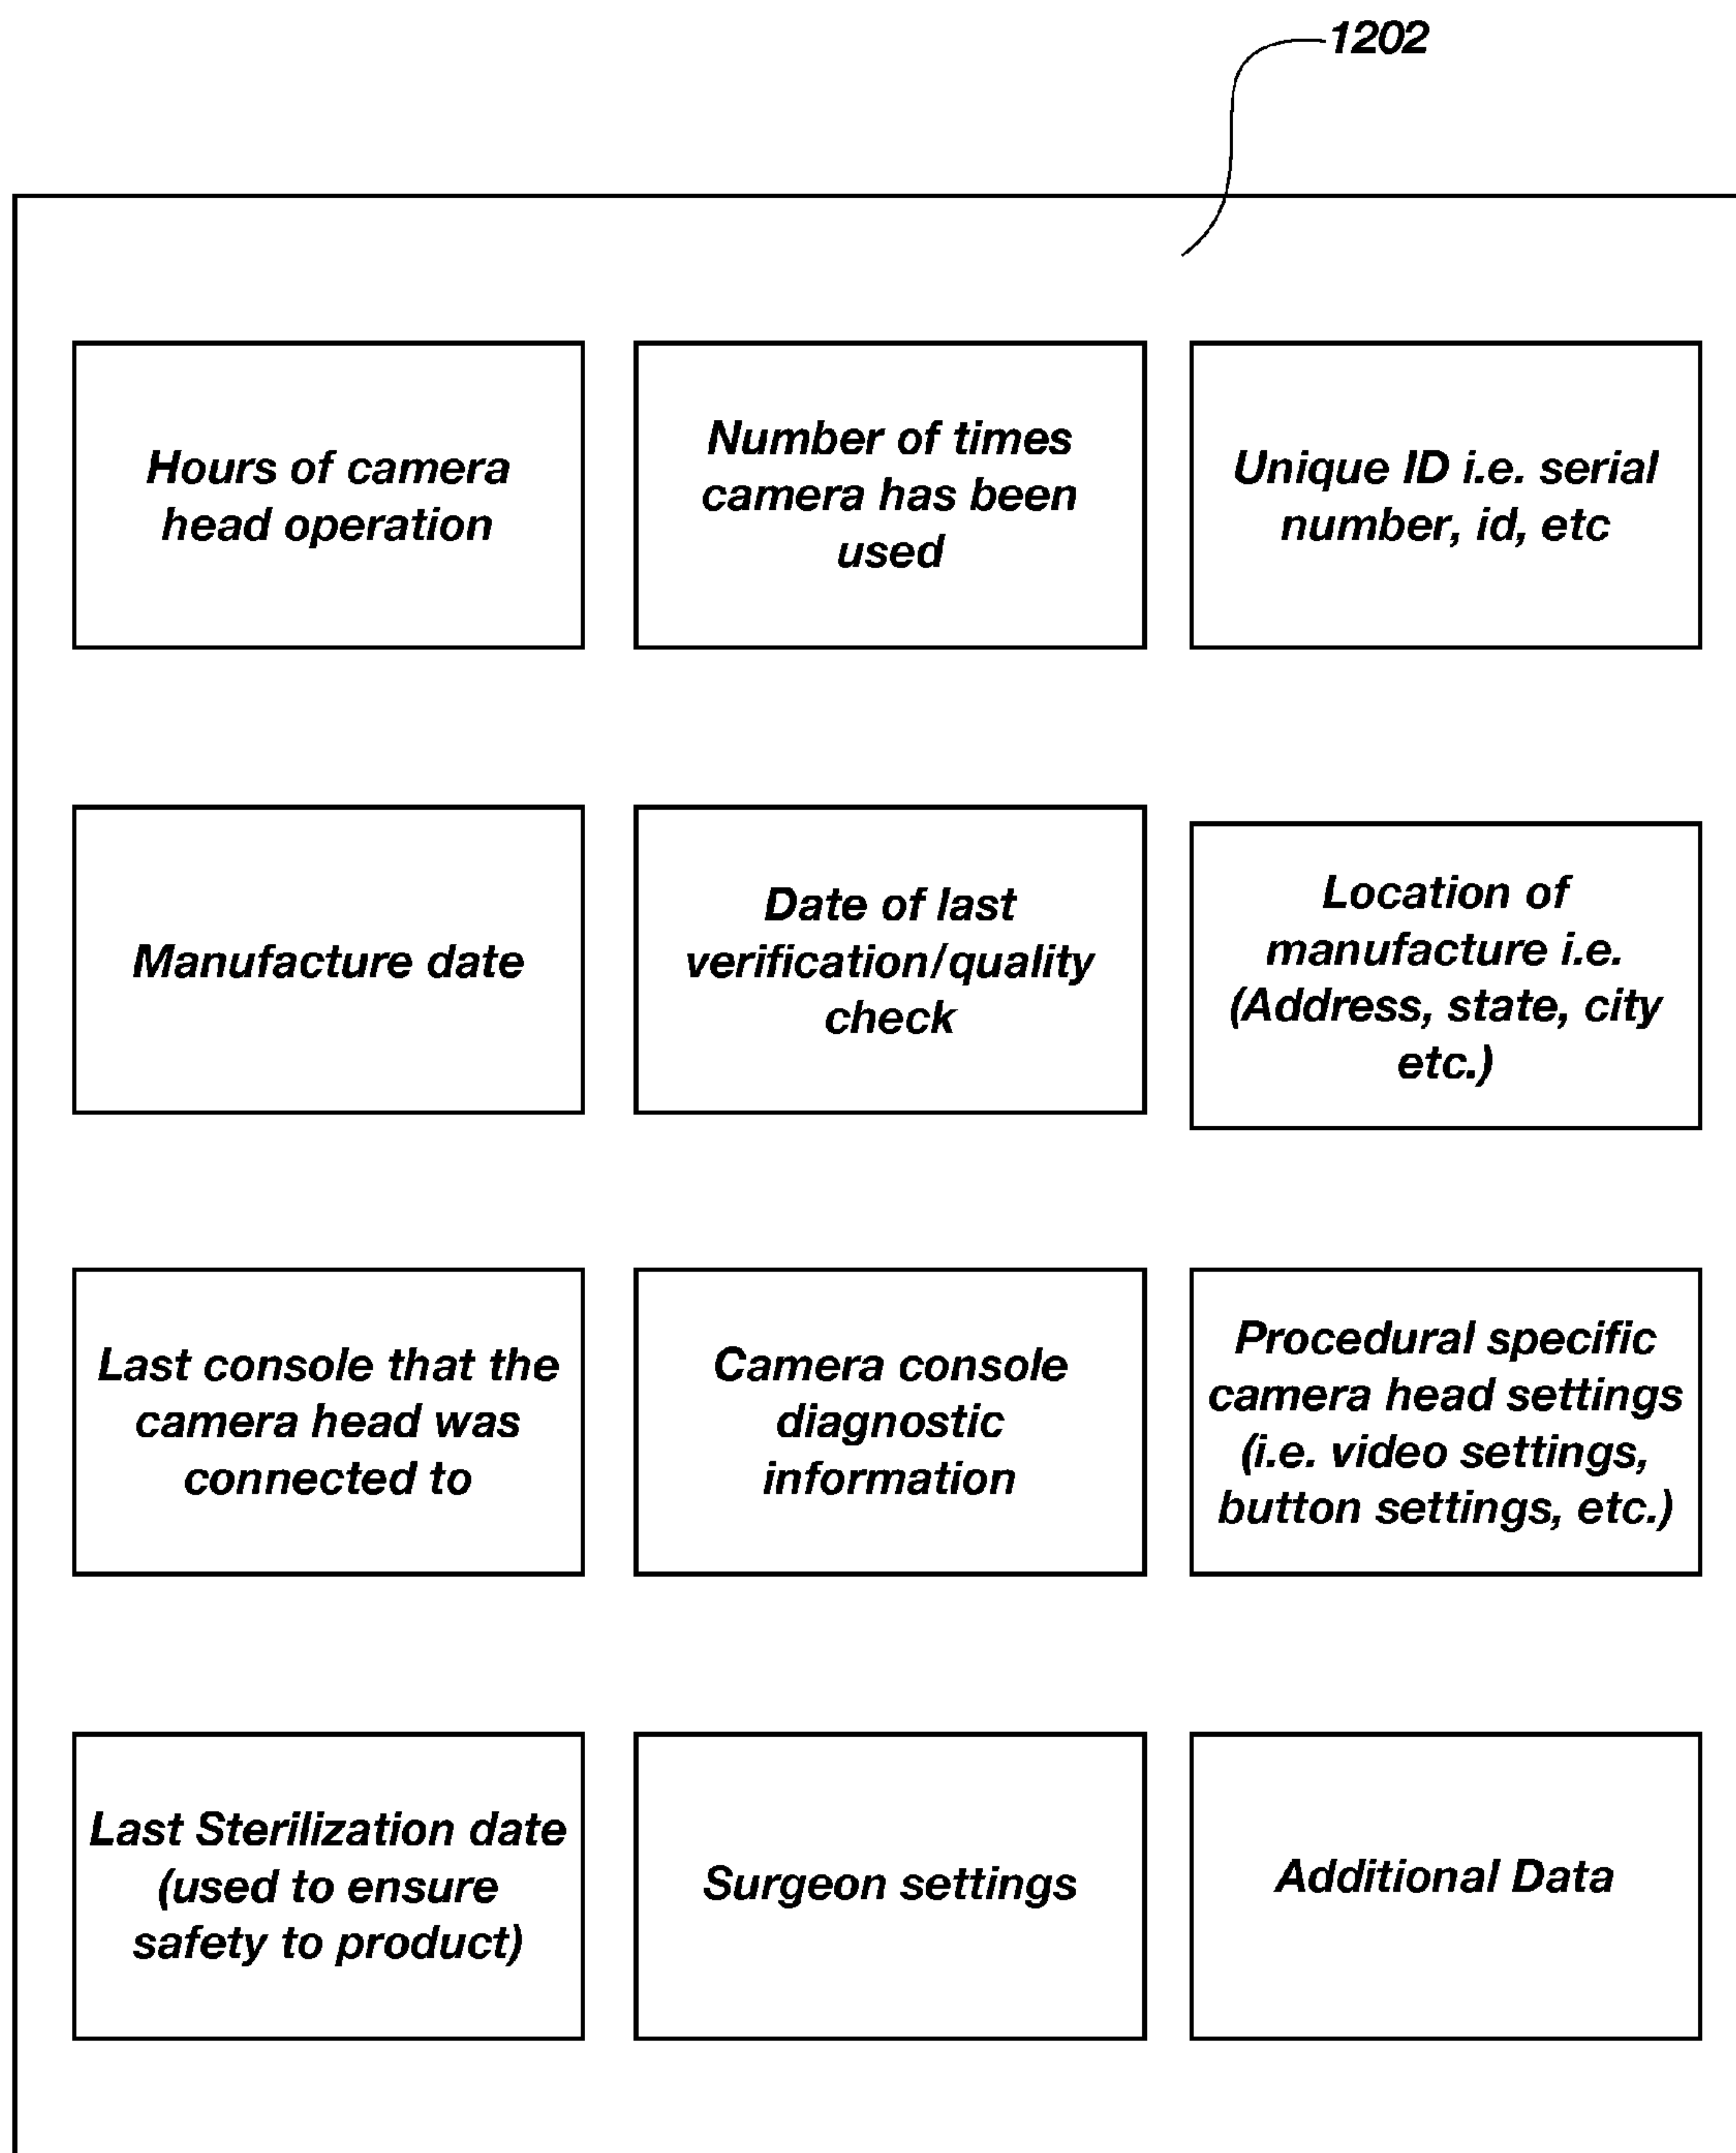 1202
Hours of camera
head operation
Number of times
camera has been
used
Unique ID i.e. serial
number, id, etc
Manufacture date
Date of last
verification/quality
check
Location of
manufacture i.e.
(Address, state, city
etc.)
Last console that the
camera head was
connected to
Camera console
diagnostic
information
Procedural specific
camera head settings
(i.e. video settings,
button settings, etc.)
Last Sterilization date
(used to ensure
safety to product)
Surgeon settings
Additional Data